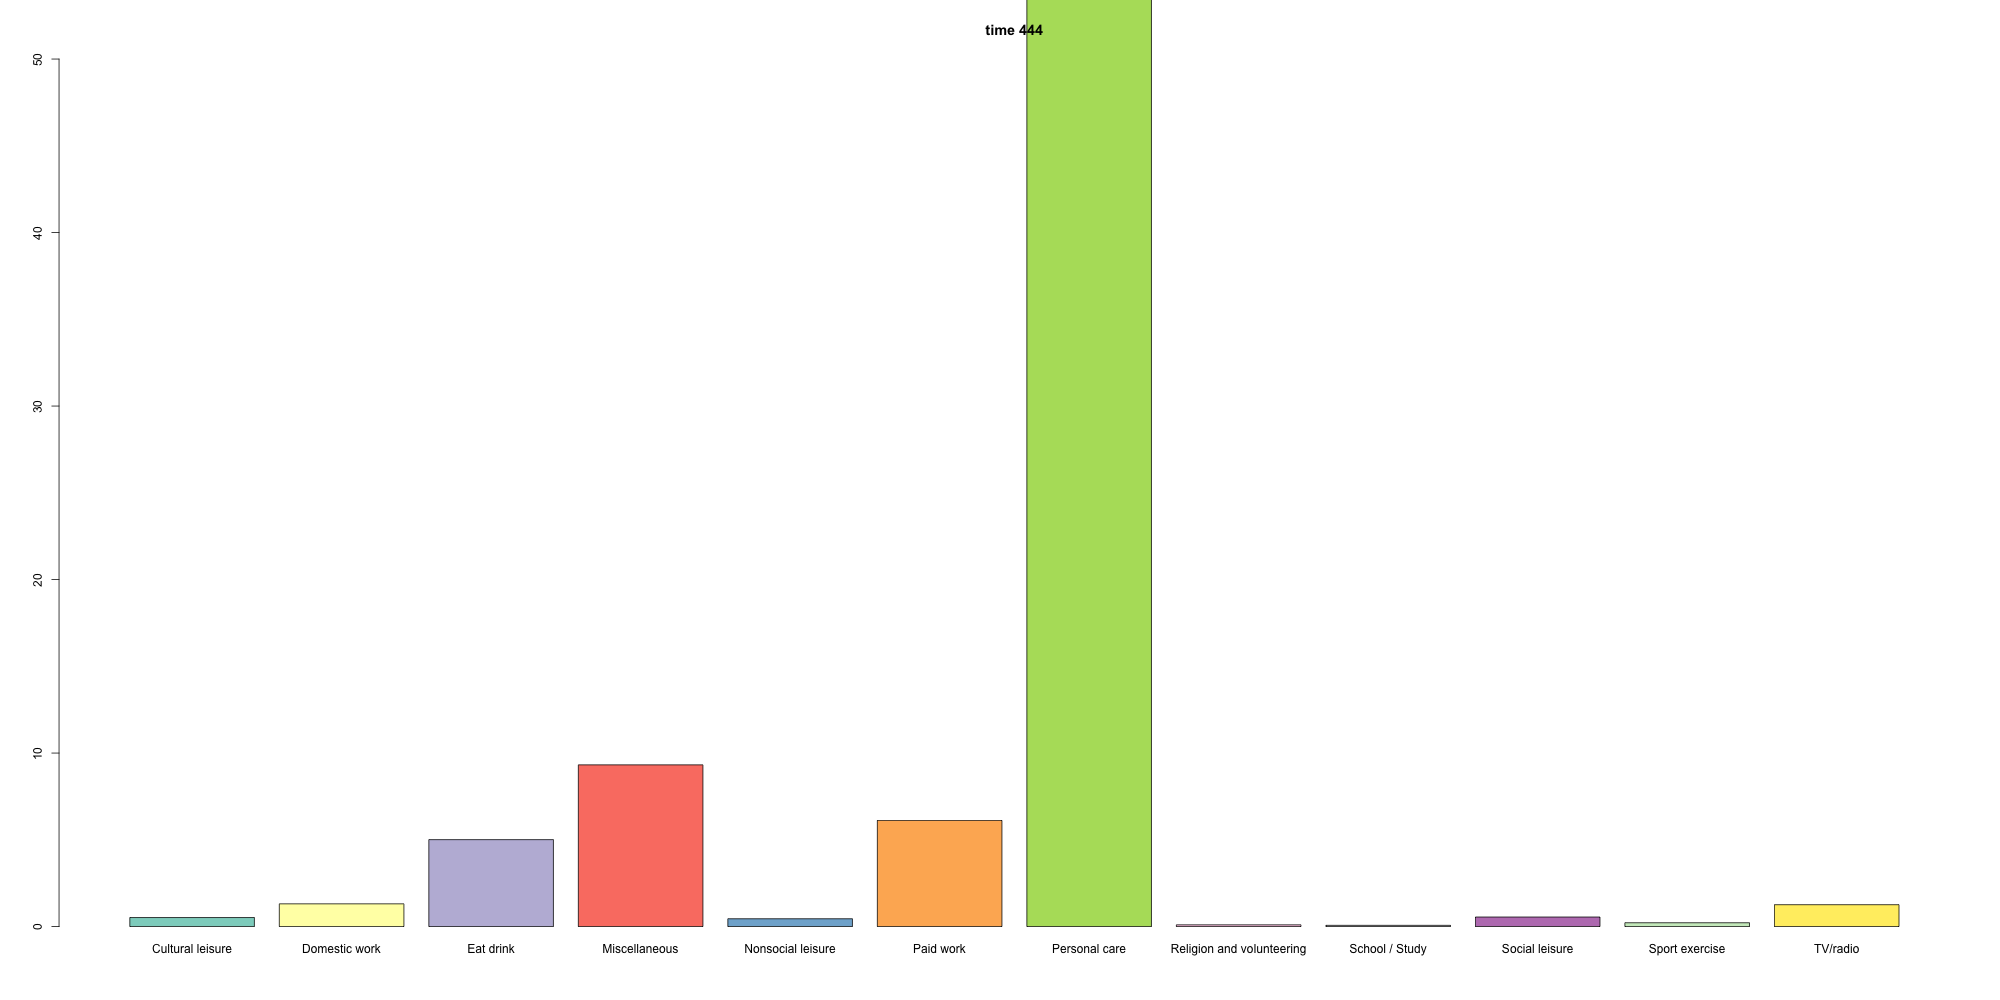 time 444
50
40
30
20
10
0
Cultural leisure
Domestic work
Eat drink
Miscellaneous
Nonsocial leisure
Paid work
Personal care
Religion and volunteering
School / Study
Social leisure
Sport exercise
TV/radio